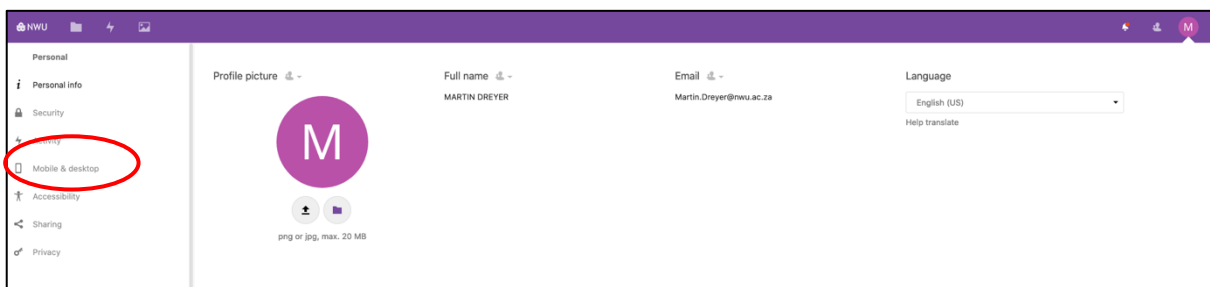 NWU
M
Personal
Personal info
Security
Activity
Mobile & desktop
Accessibility
Sharing
Privacy
Profile picture
M
png or jpg, max. 20 MB
Full name
MARTIN DREYER
Email
Martin.Dreyer@nwu.ac.za
Language
English (US)
Help translate